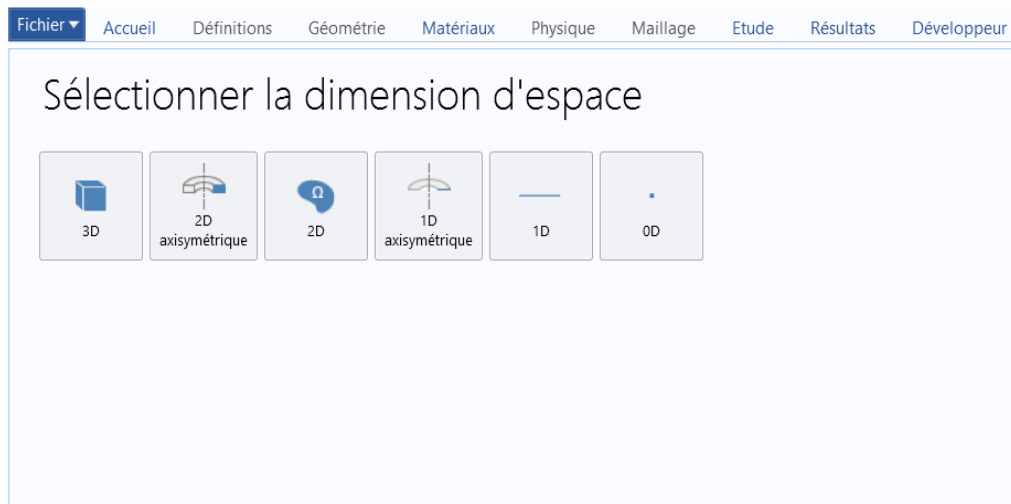 Fichier Accueil Définitions Géométrie Matériaux Physique Maillage Etude Résultats Développeur
Sélectionner la dimension d'espace
Ω
3D
2D
axisymétrique
2D
1D
axisymétrique
1D
0D